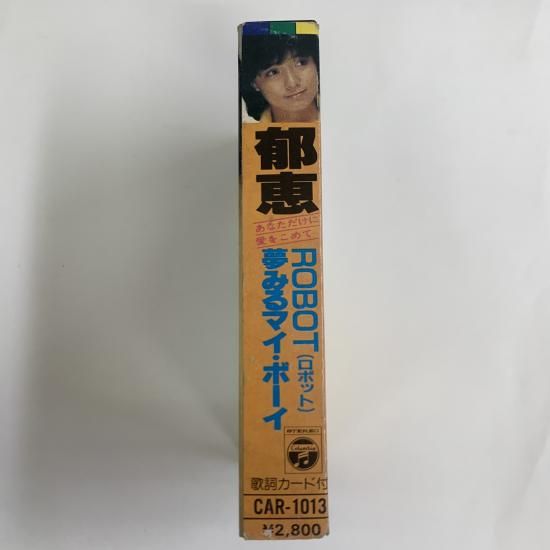 郁恵
あなただけに
愛をこめて
ROBOT(ロボット)
夢みるマイ・ボーイ
STEREO
Columbia
歌詞カード付
CAR-1013
¥2,800